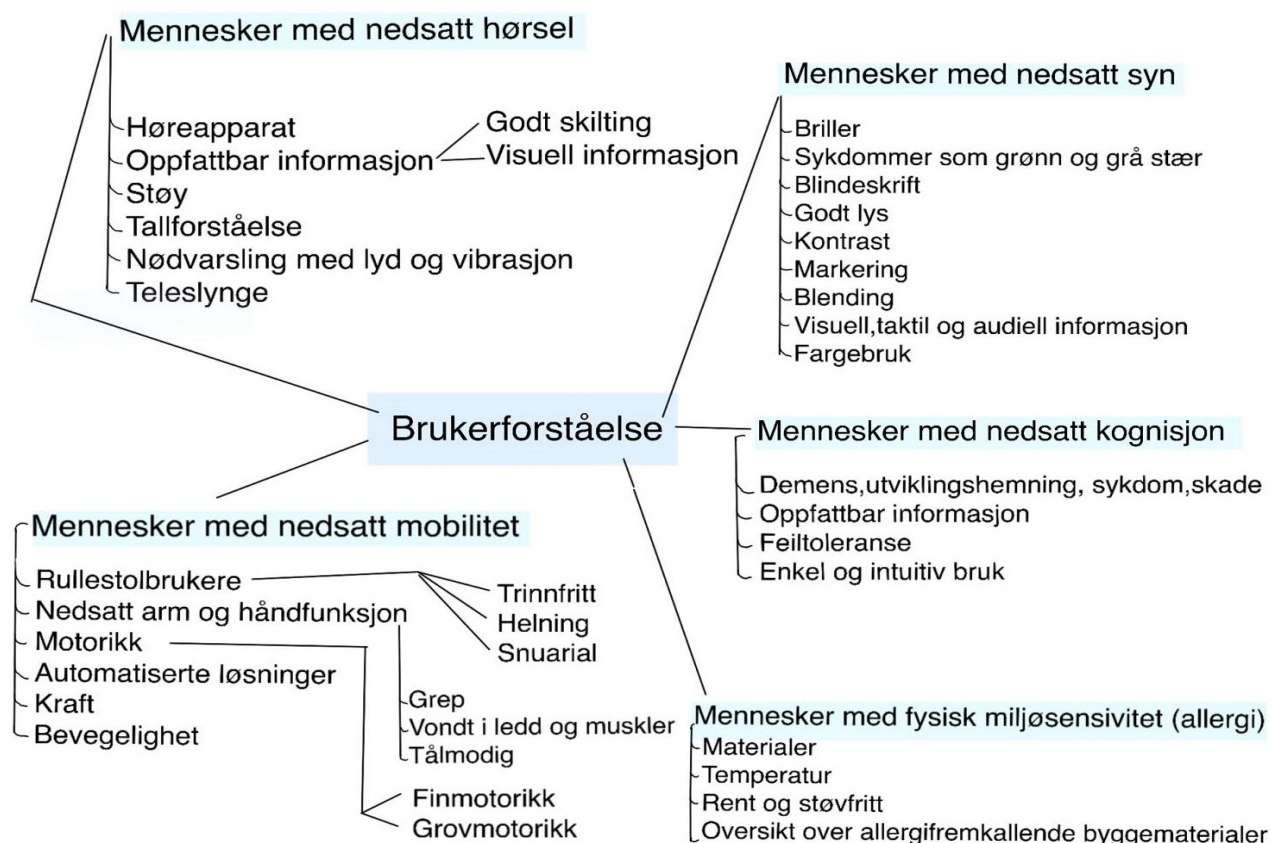 Mennesker med nedsatt hørsel
Høreapparat
Oppfattbar informasjon
Godt skilting
Visuell informasjon
Støy
Tallforståelse
Nødvarsling med lyd og vibrasjon
Teleslynge
Mennesker med nedsatt syn
Briller
Sykdommer som grønn og grå stær
Blindeskrift
Godt lys
Kontrast
Markering
Blending
Visuell,taktil og audiell informasjon
Fargebruk
Brukerforståelse
Mennesker med nedsatt kognisjon
Demens,utviklingshemning, sykdom,skade
Oppfattbar informasjon
Feiltoleranse
Enkel og intuitiv bruk
Mennesker med nedsatt mobilitet
Rullestolbrukere
Trinnfritt
Helning
Snuarial
Nedsatt arm og håndfunksjon
Grep
Vondt i ledd og muskler
Tålmodig
Motorikk
Finmotorikk
Grovmotorikk
Automatiserte løsninger
Kraft
Bevegelighet
Mennesker med fysisk miljøsensivitet (allergi)
Materialer
Temperatur
Rent og støvfritt
Oversikt over allergifremkallende byggematerialer